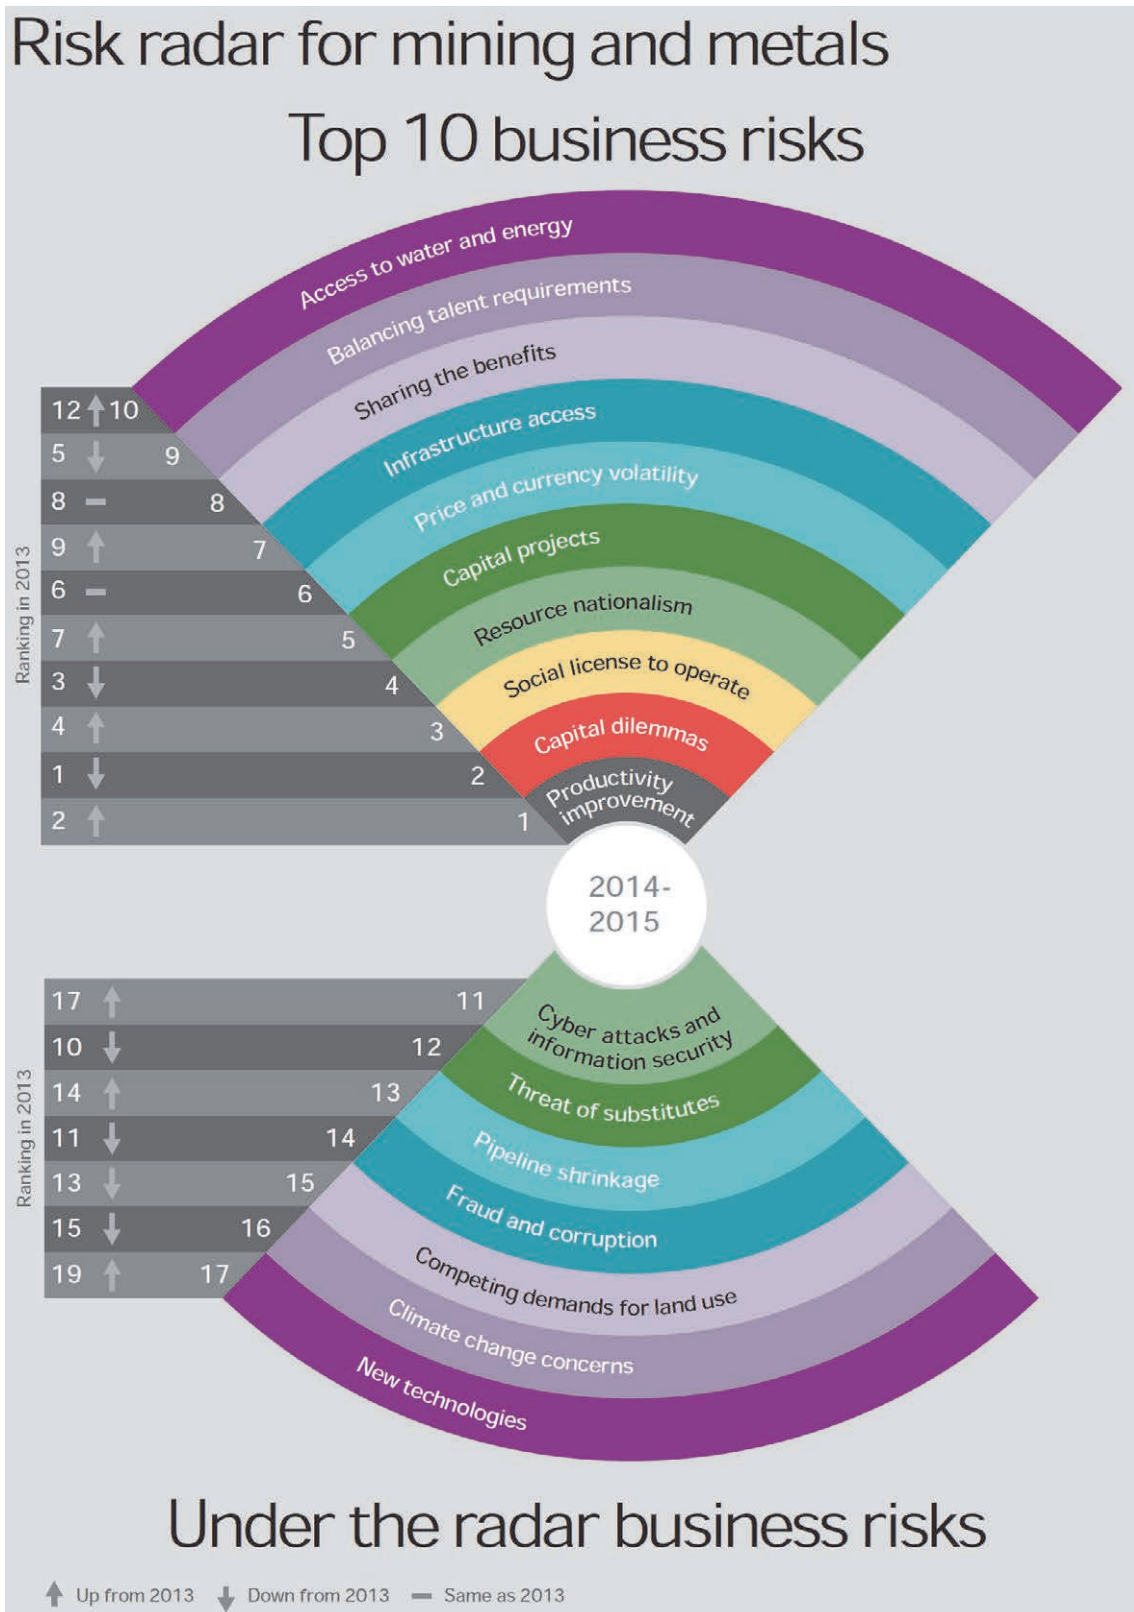 Risk radar for mining and metals
Top 10 business risks
Access to water and energy
Balancing talent requirements
Sharing the benefits
Infrastructure access
Price and currency volatility
Capital projects
Resource nationalism
Social license to operate
Capital dilemmas
Productivity
improvement
Ranking in 2013
12 10
5 9
8 8
9 7
6 6
7 5
3 4
4 3
1 2
2 1
2014-
2015
Ranking in 2013
17 11
10 12
14 13
11 14
13 15
15 16
19 17
Cyber attacks and
information security
Threat of substitutes
Pipeline shrinkage
Fraud and corruption
Competing demands for land use
Climate change concerns
New technologies
Under the radar business risks
Up from 2013 Down from 2013 Same as 2013